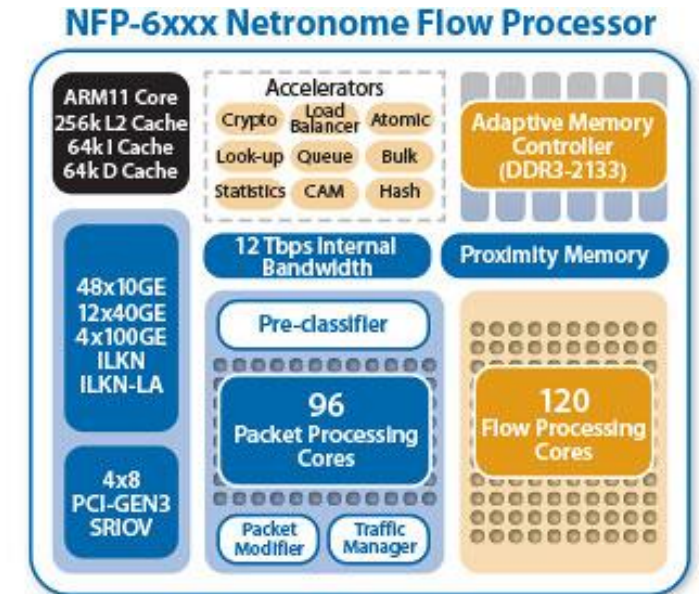 NFP-6xxx Netronome Flow Processor
ARM11 Core
256k L2 Cache
64k I Cache
64k D Cache
Accelerators
Crypto
Load
Balancer
Atomic
Look-up
Queue
Bulk
Statistics
CAM
Hash
Adaptive Memory
Controller
(DDR3-2133)
12 Tbps Internal
Bandwidth
Proximity Memory
48x10GE
12x40GE
4x100GE
ILKN
ILKN-LA
4x8
PCI-GEN3
SRIOV
Pre-classifier
96
Packet Processing
Cores
Packet
Modifier
Traffic
Manager
120
Flow Processing
Cores